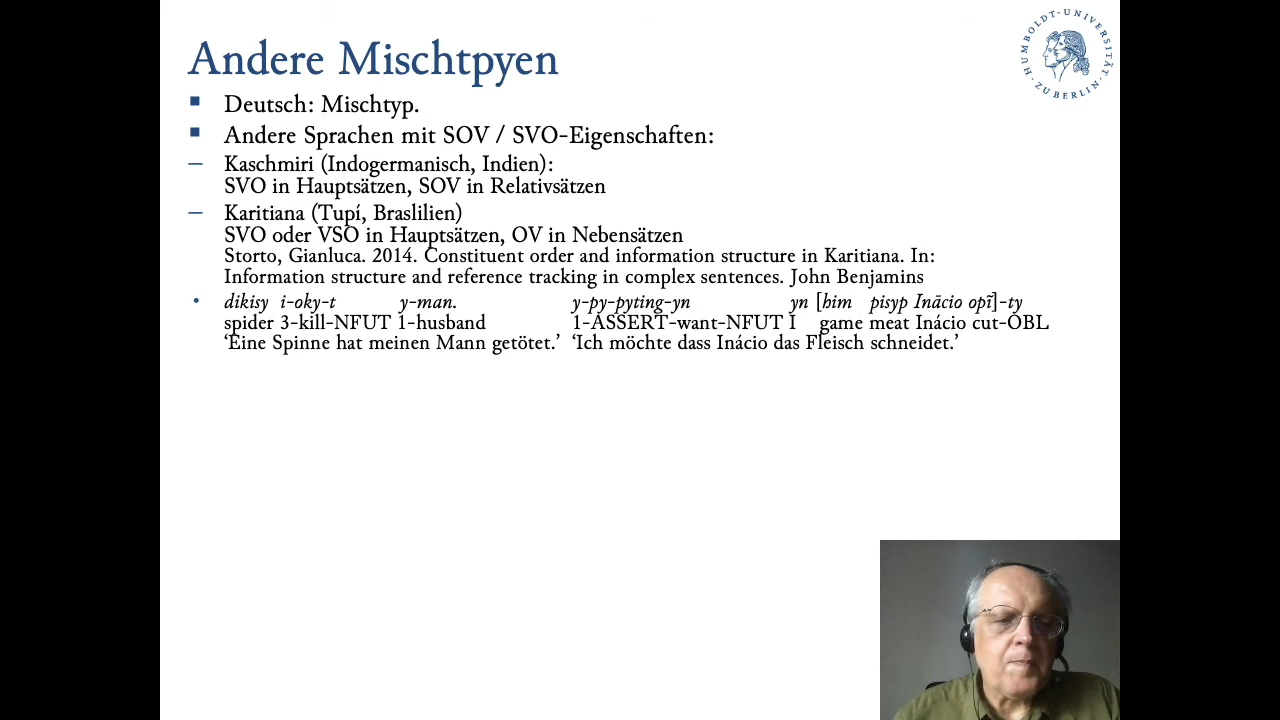 Andere Mischtpyen
HUMBOLDT-UNIVERSITÄT
ZU BERLIN
Deutsch: Mischtyp.
Andere Sprachen mit SOV / SVO-Eigenschaften:
Kaschmiri (Indogermanisch, Indien):
SVO in Hauptsätzen, SOV in Relativsätzen
Karitiana (Tupí, Braslilien)
SVO oder VSO in Hauptsätzen, OV in Nebensätzen
Storto, Gianluca. 2014. Constituent order and information structure in Karitiana. In:
Information structure and reference tracking in complex sentences. John Benjamins
dikisy i-oky-t y-man. y-py-pyting-yn yn [him pisyp Inācio opĩ]-ty
spider 3-kill-NFUT 1-husband 1-ASSERT-want-NFUT I game meat Inácio cut-OBL
‘Eine Spinne hat meinen Mann getötet.’ ‘Ich möchte dass Inácio das Fleisch schneidet.’